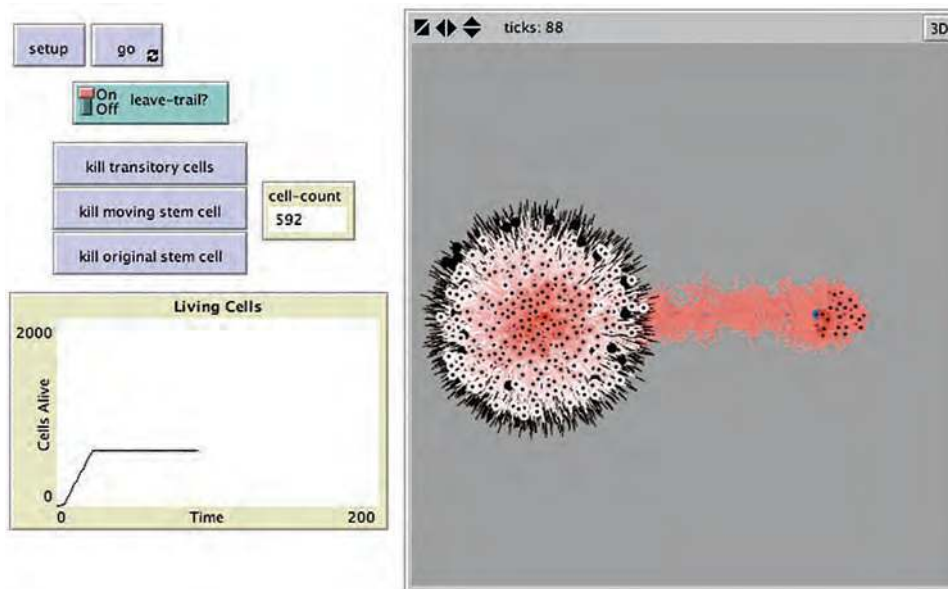 setup
go
ticks: 88
3D
On
Off
leave-trail?
kill transitory cells
kill moving stem cell
kill original stem cell
cell-count
592
Living Cells
2000
Cells Alive
0
0
Time
200